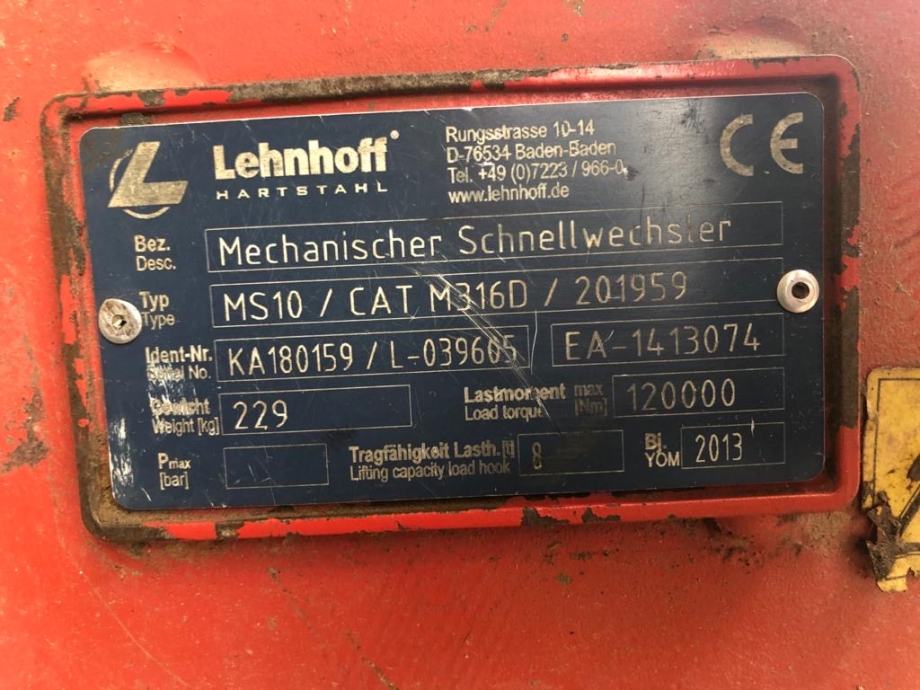 Lehnhoff®
HARTSTAHL
Rungsstrasse 10-14
D-76534 Baden-Baden
Tel. +49 (0)7223 / 966-0
www.lehnhoff.de
CE
Bez.
Desc.
Mechanischer Schnellwechsler
Typ
Type
MS10 / CAT M316D / 201959
Ident-Nr.
Serial No.
KA180159 / L-039605
EA-1413074
Gewicht
Weight [kg]
229
Lastmoment max
Load torque [Nm]
120000
Pmax
[bar]
Tragfähigkeit Lasth. [t]
Lifting capacity load hook
8
Bj.
YOM
2013